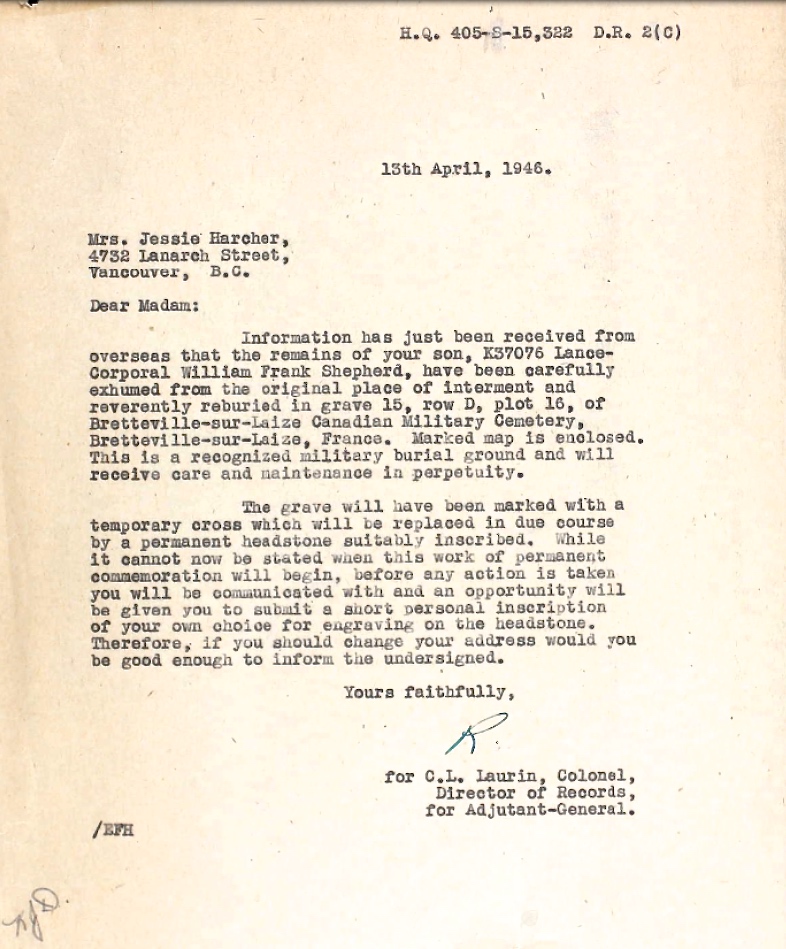 H.Q. 405-S-15,322 D.R. 2(C)
13th April, 1946.
Mrs. Jessie Harcher,
4732 Lanarch Street,
Vancouver, B.C.
Dear Madam:
Information has just been received from
overseas that the remains of your son, K37076 Lance-
Corporal William Frank Shepherd, have been carefully
exhumed from the original place of interment and
reverently reburied in grave 15, row D, plot 16, of
Bretteville-sur-Laize Canadian Military Cemetery,
Bretteville-sur-Laize, France. Marked map is enclosed.
This is a recognized military burial ground and will
receive care and maintenance in perpetuity.
The grave will have been marked with a
temporary cross which will be replaced in due course
by a permanent headstone suitably inscribed. While
it cannot now be stated when this work of permanent
commemoration will begin, before any action is taken
you will be communicated with and an opportunity will
be given you to submit a short personal inscription
of your own choice for engraving on the headstone.
Therefore, if you should change your address would you
be good enough to inform the undersigned.
Yours faithfully,
R.
for C.L. Laurin, Colonel,
Director of Records,
for Adjutant-General.
/EFH